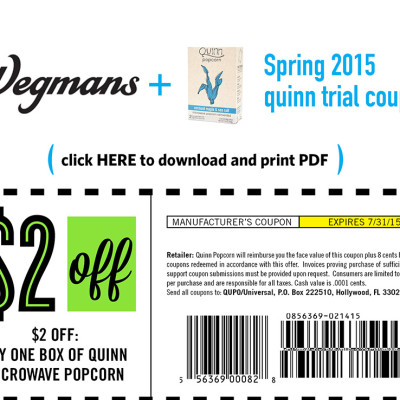 Wegmans + Quinn popcorn Spring 2015
quinn trial coup
( click HERE to download and print PDF )
MANUFACTURER'S COUPON EXPIRES 7/31/15
$2 off
Retailer: Quinn Popcorn will reimburse you the face value of this coupon plus 8 cents
coupons redeemed in accordance with this offer. Invoices proving purchase of suffici
support coupon submissions must be provided upon request. Consumers are limited to
per purchase and are responsible for all taxes. Cash value is .0001 cents.
Send all coupons to: QUPO/Universal, P.O. Box 222510, Hollywood, FL 3302
$2 OFF:
Y ONE BOX OF QUINN
CROWAVE POPCORN
0856369-021415
5 56369 00082 8